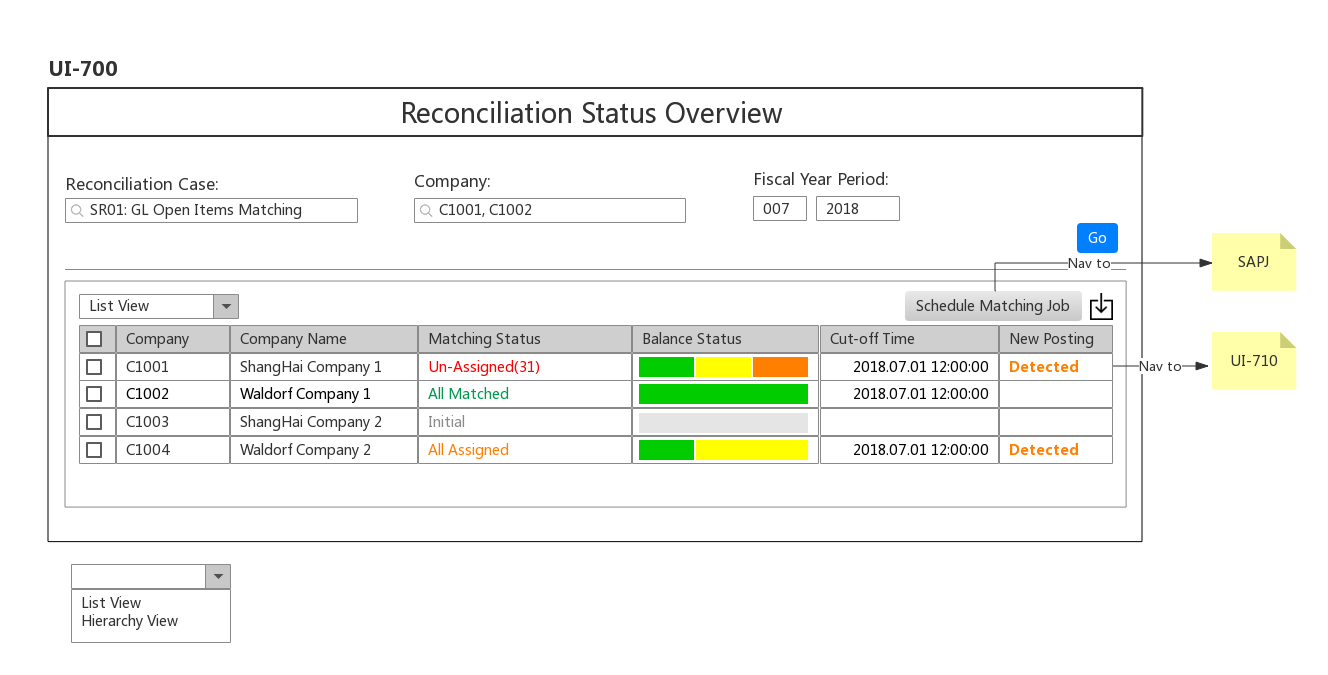 UI-700
Reconciliation Status Overview
Reconciliation Case: Company: Fiscal Year Period:
SR01: GL Open Items Matching C1001, C1002 007 2018
Go
Nav to SAPJ
List View Schedule Matching Job
Company Company Name Matching Status Balance Status Cut-off Time New Posting
C1001 ShangHai Company 1 Un-Assigned(31) 2018.07.01 12:00:00 Detected Nav to UI-710
C1002 Waldorf Company 1 All Matched 2018.07.01 12:00:00
C1003 ShangHai Company 2 Initial
C1004 Waldorf Company 2 All Assigned 2018.07.01 12:00:00 Detected
List View
Hierarchy View